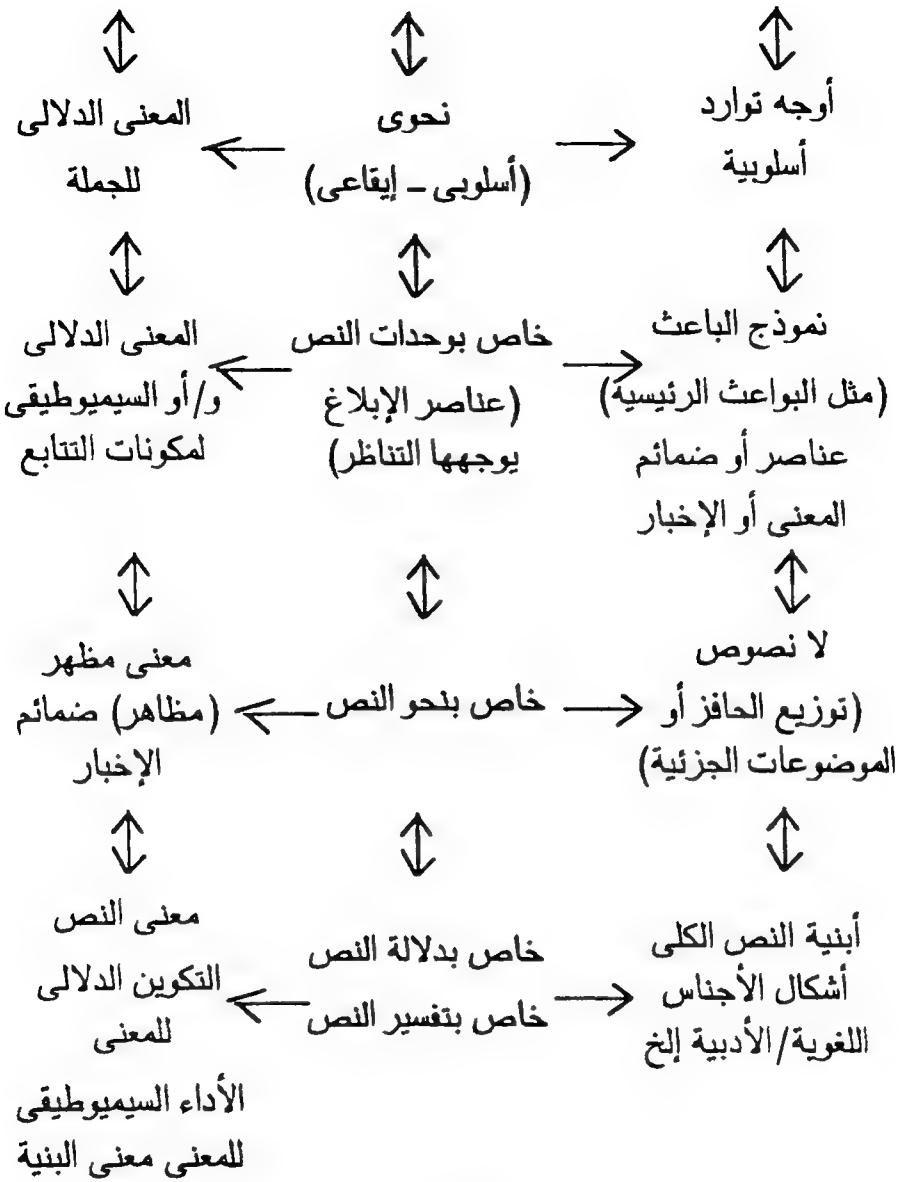 أوجه توارد
أسلوبية
نحوى
(أسلوبى – إيقاعى)
المعنى الدلالى
للجملة
نموذج الباعث
(مثل البواعث الرئيسية)
عناصر أو ضمائم
المعنى أو الإخبار
خاص بوحدات النص
(عناصر الإبلاغ
يوجهها التناظر)
المعنى الدلالى
و/أو السيميوطيقى
لمكونات التتابع
لا نصوص
(توزيع الحافز أو
الموضوعات الجزئية)
خاص بنحو النص
معنى مظهر
(مظاهر) ضمائم
الإخبار
أبنية النص الكلى
أشكال الأجناس
اللغوية/الأدبية إلخ
خاص بدلالة النص
خاص بتفسير النص
معنى النص
التكوين الدلالى
للمعنى
الأداء السيميوطيقى
للمعنى معنى البنية